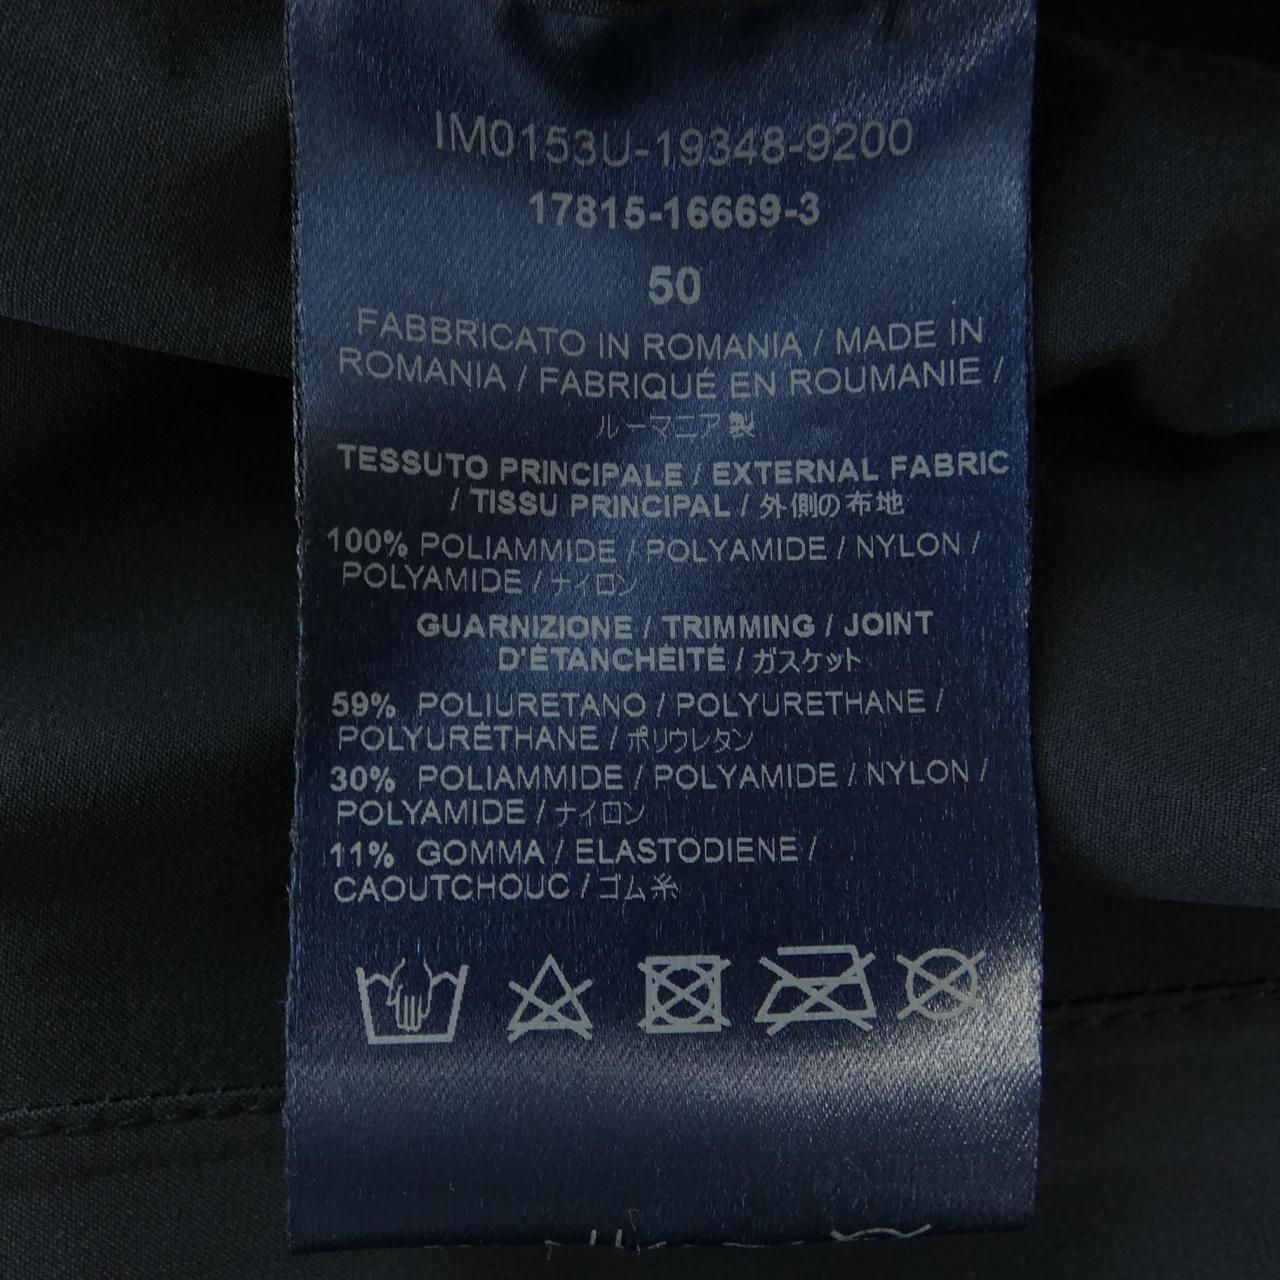 IM0153U-19348-9200
17815-16669-3
50
FABBRICATO IN ROMANIA / MADE IN
ROMANIA / FABRIQUÉ EN ROUMANIE /
ルーマニア製
TESSUTO PRINCIPALE / EXTERNAL FABRIC
/ TISSU PRINCIPAL / 外側の布地
100% POLIAMMIDE / POLYAMIDE / NYLON /
POLYAMIDE / ナイロン
GUARNIZIONE / TRIMMING / JOINT
D'ÉTANCHÉITÉ / ガスケット
59% POLIURETANO / POLYURETHANE /
POLYURÉTHANE / ポリウレタン
30% POLIAMMIDE / POLYAMIDE / NYLON /
POLYAMIDE / ナイロン
11% GOMMA / ELASTODIENE /
CAOUTCHOUC / ゴム糸